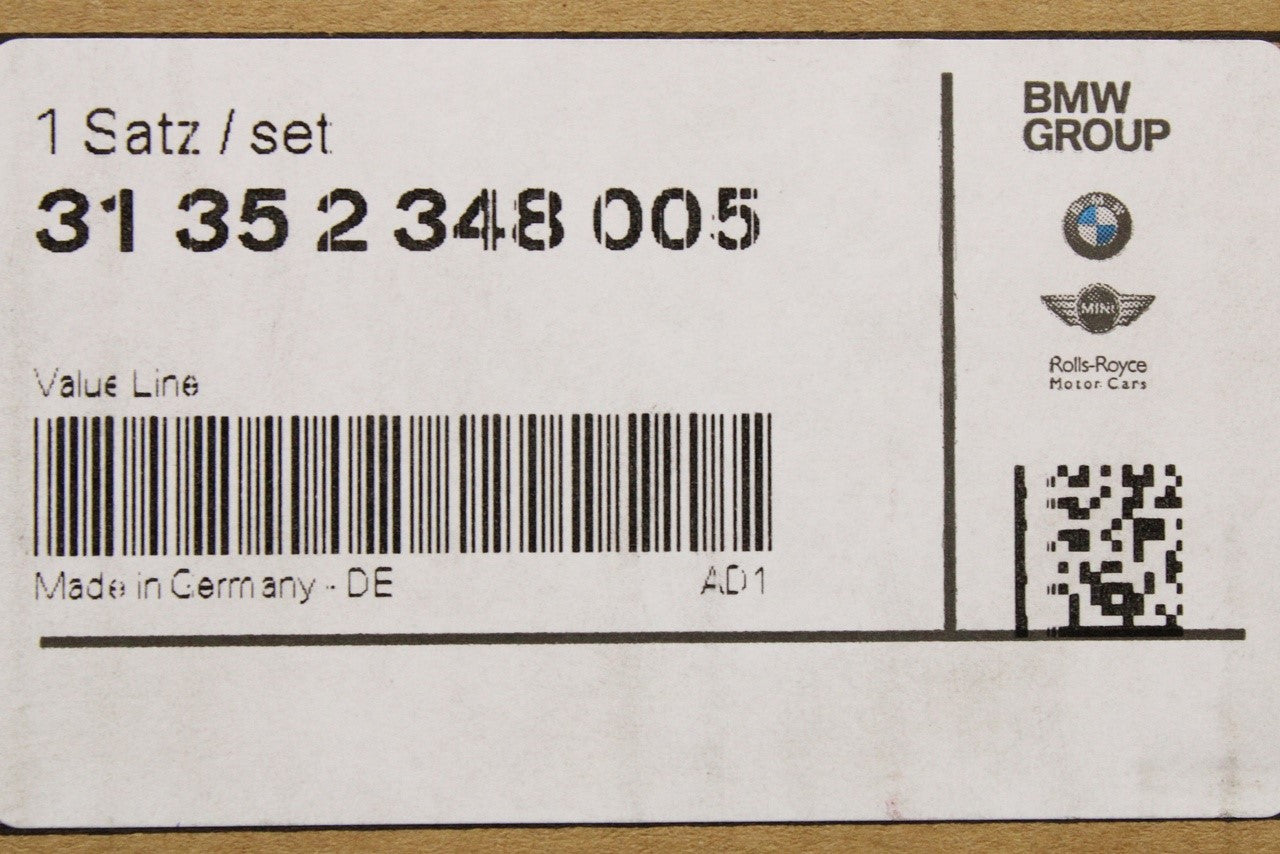 1 Satz / set
31 35 2 348 005
Value Line
Made in Germany - DE
AD1
BMW
GROUP
BMW
MINI
Rolls-Royce
Motor Cars